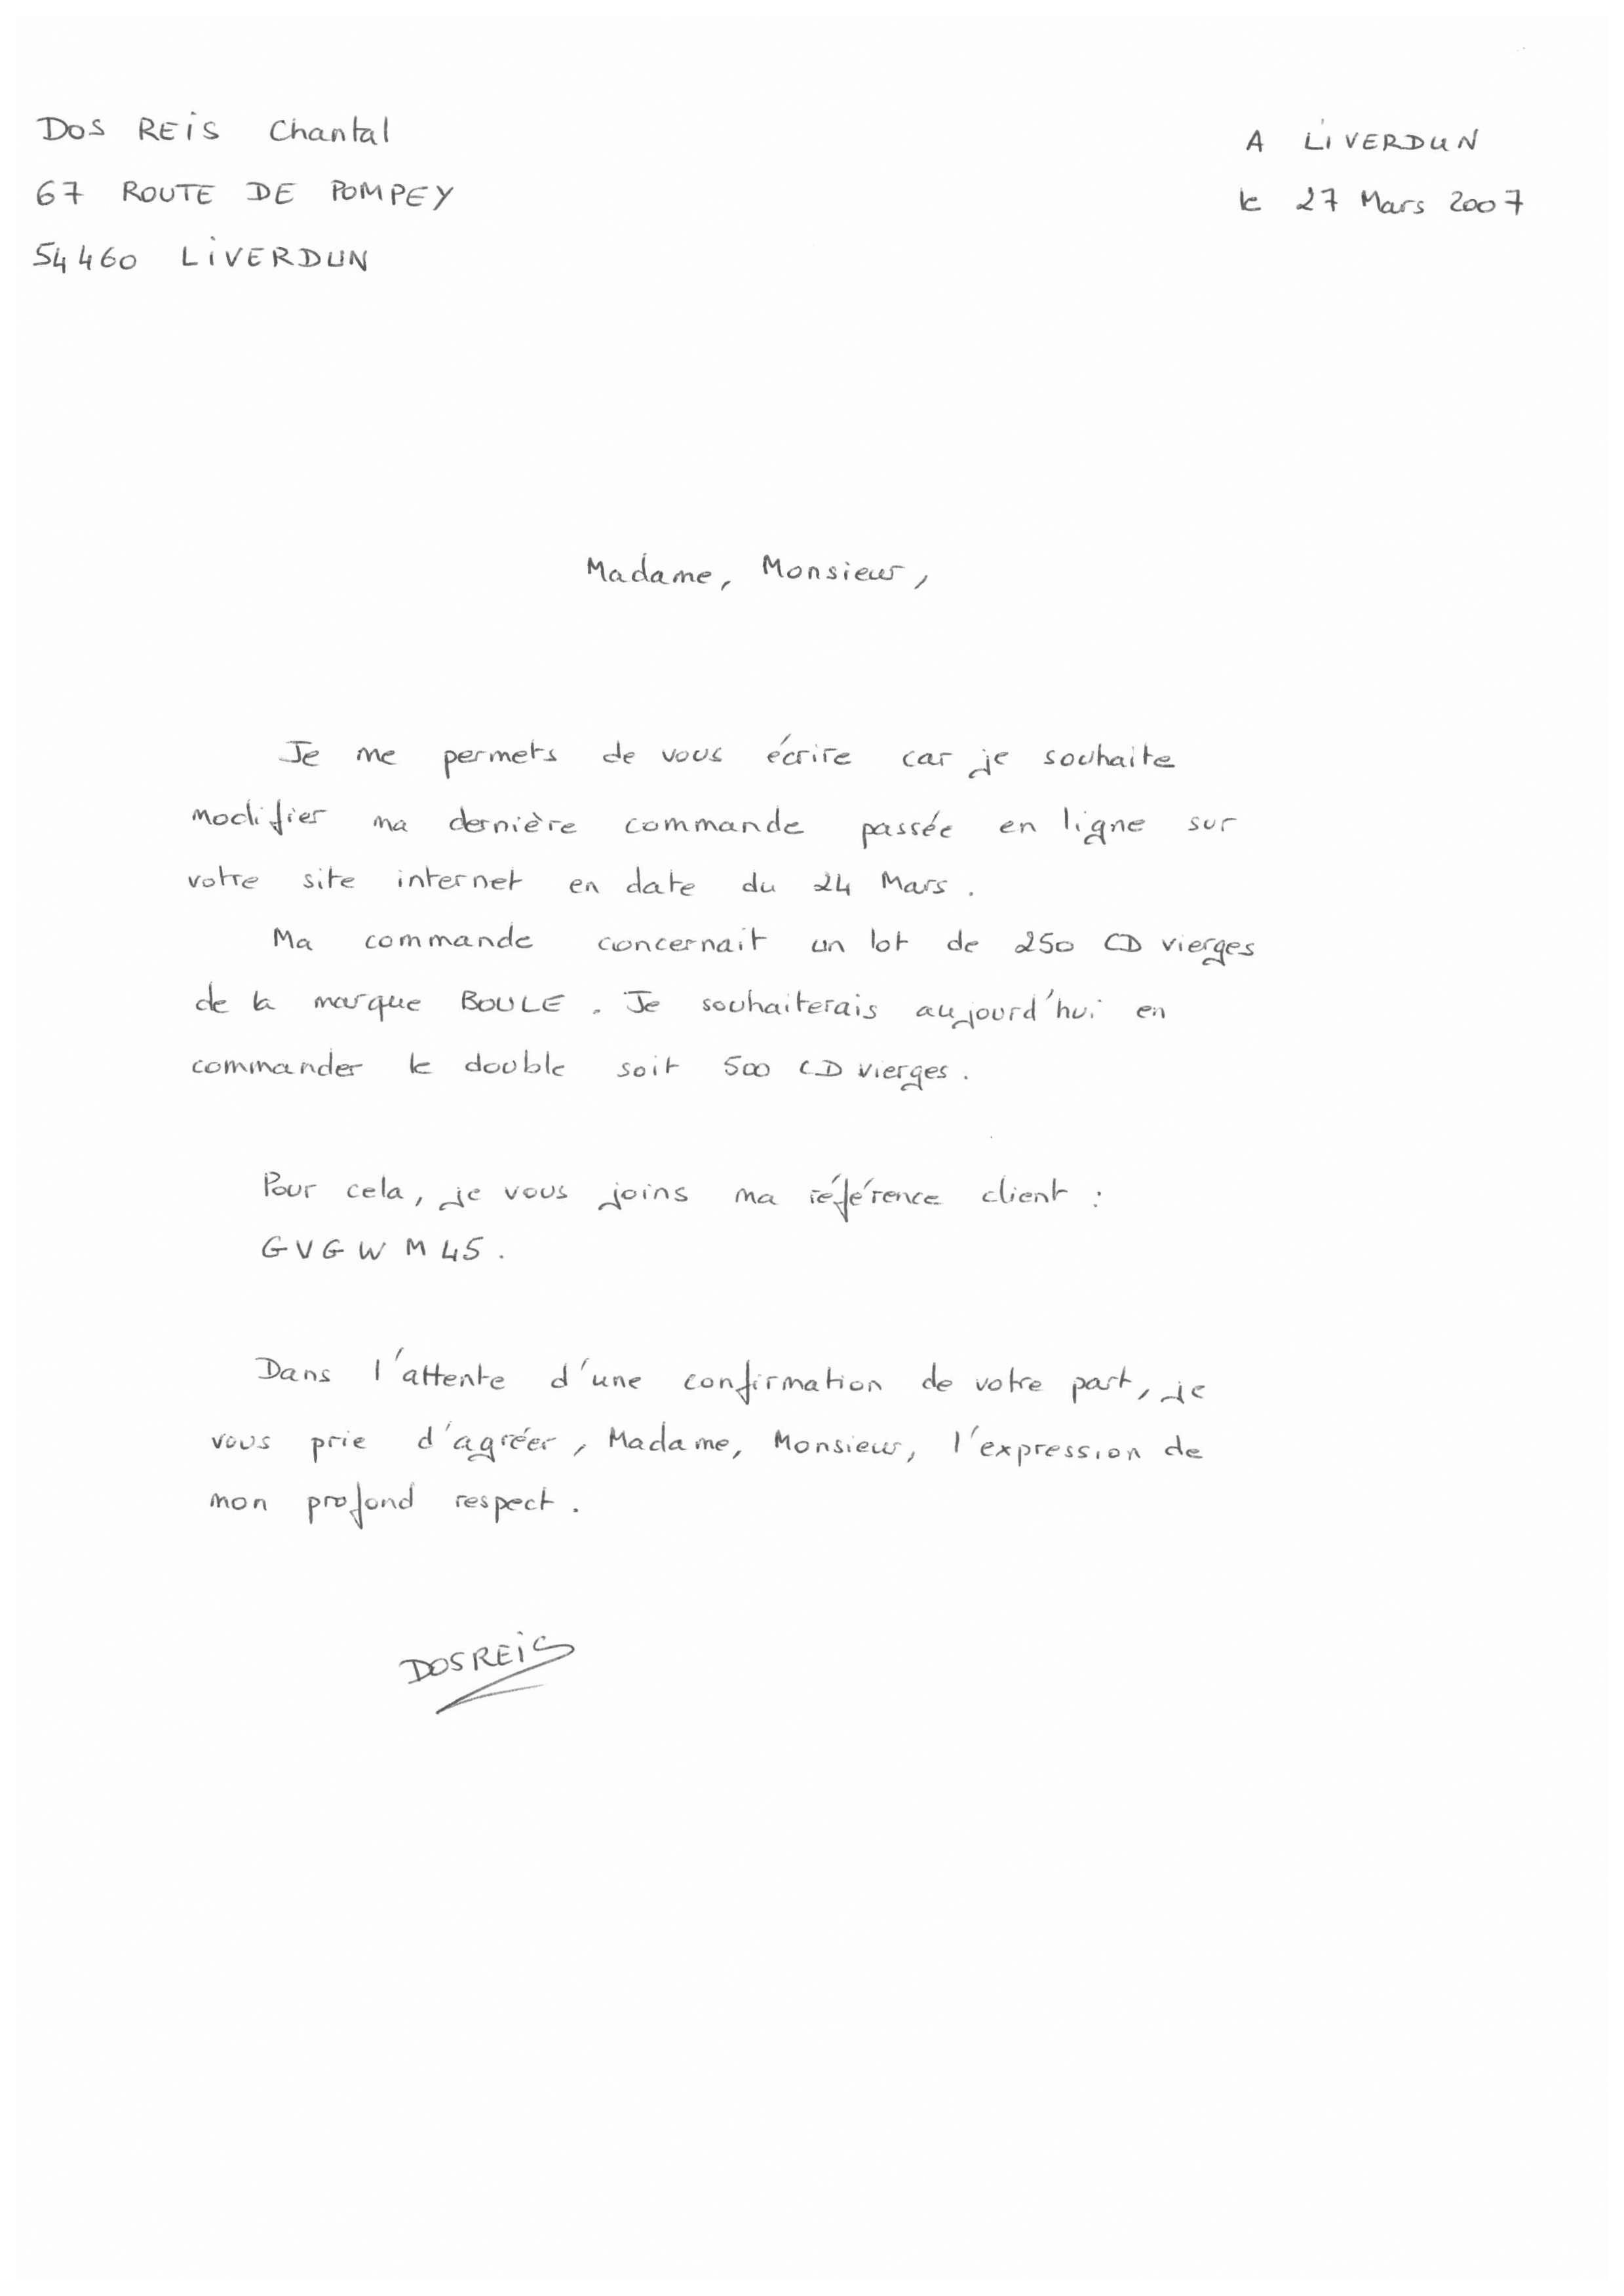 Dos REiS Chantal
67 ROUTE DE POMPEY
54460 LiVERDUN
A LiVERDUN
le 27 Mars 2007
Madame, Monsieur,
Je me permets de vous écrire car je souhaite
modifier ma dernière commande passée en ligne sur
votre site internet en date du 24 Mars.
Ma commande concernait un lot de 250 CD vierges
de la marque BOULE. Je souhaiterais aujourd'hui en
commander le double soit 500 CD vierges.
Pour cela, je vous joins ma référence client :
GVGWM45.
Dans l'attente d'une confirmation de votre part, je
vous prie d'agréer, Madame, Monsieur, l'expression de
mon profond respect.
DOSREiS